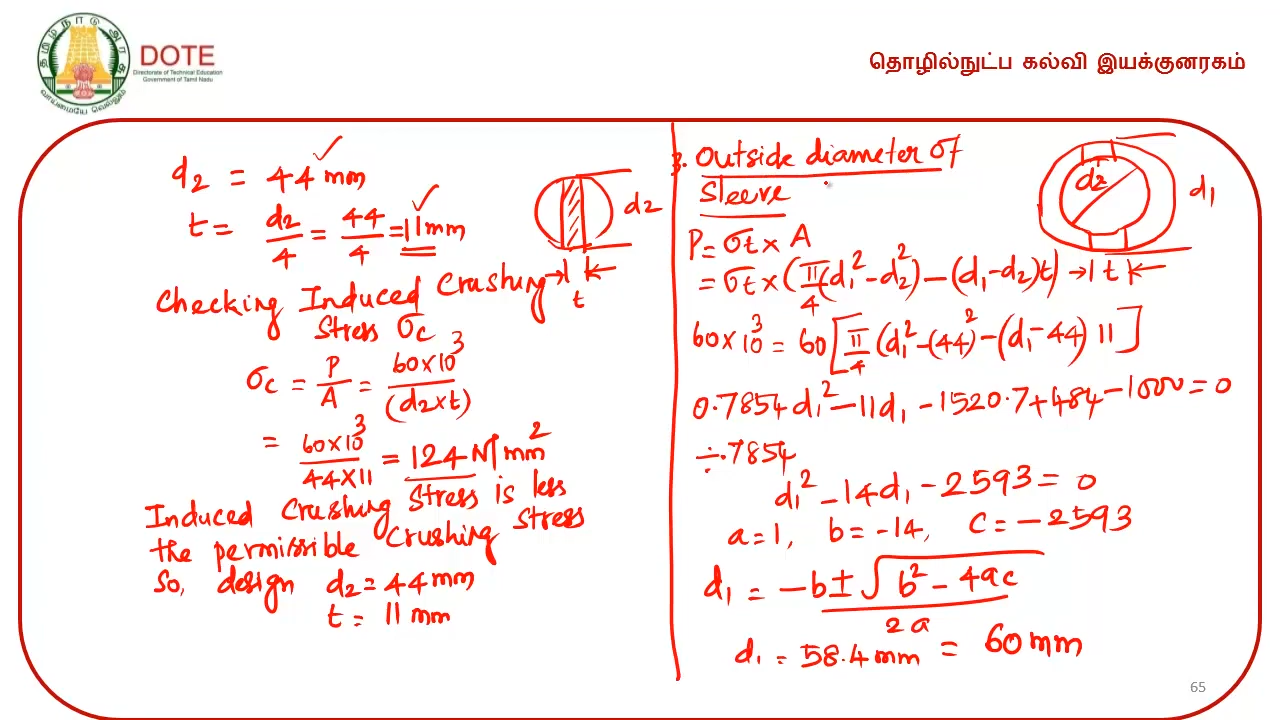 தமிழ்நாடு அரசு
வாய்மையே வெல்லும்
DOTE
Directorate of Technical Education
Government of Tamil Nadu
தொழில்நுட்ப கல்வி இயக்குனரகம்
d2 = 44 mm ✓
t = d2/4 = 44/4 = 11mm ✓
d2
t
Checking Induced Crushing
Stress σc
σc = P/A = 60×10³/(d2×t)
= 60×10³/44×11 = 124 N/mm²
Induced Crushing Stress is less
the permissible Crushing Stress
So, design d2 = 44mm
t = 11 mm
3. Outside diameter of
Sleeve
d2
d1
t
P = σt × A
= σt × (π/4(d1² - d2²) - (d1 - d2)t)
60×10³ = 60[π/4 (d1² - (44)² - (d1 - 44) 11]
0.7854 d1² - 11d1 - 1520.7 + 484 - 1000 = 0
÷ .7854
d1² - 14d1 - 2593 = 0
a = 1, b = -14, c = -2593
d1 = -b ± √b² - 4ac / 2a
d1 = 58.4 mm = 60mm
65